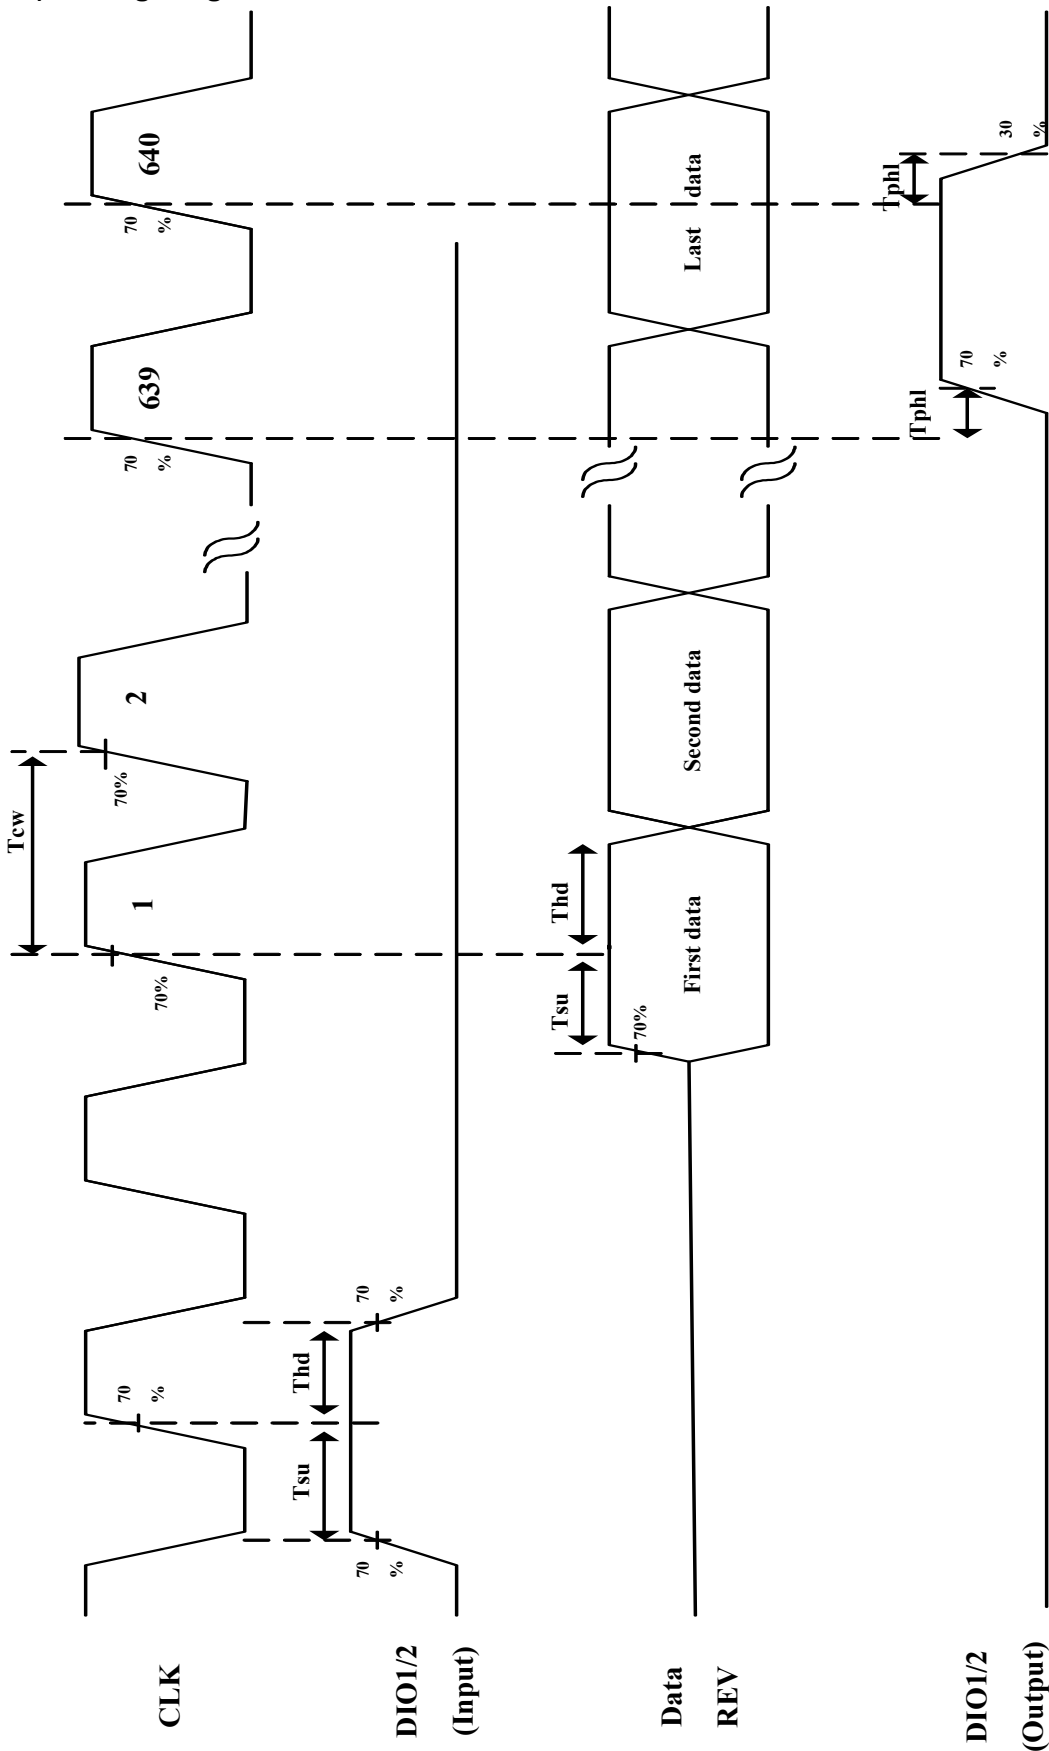 Tcw
CLK
70
%
70%
1
70%
2
70
%
639
70
%
640
Tsu
Thd
DIO1/2
(Input)
70
%
70
%
Tsu
Thd
70%
Data
REV
First data
Second data
Last data
Tphl
Tphl
DIO1/2
(Output)
70
%
30
%